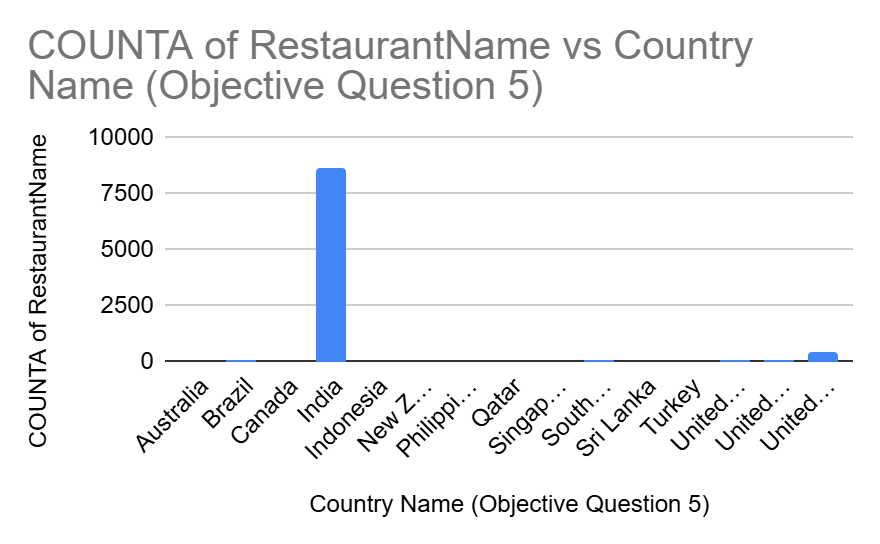 COUNTA of RestaurantName vs Country
Name (Objective Question 5)
COUNTA of RestaurantName
10000
7500
5000
2500
0
Australia
Brazil
Canada
India
Indonesia
New Z…
Philippi…
Qatar
Singap…
South…
Sri Lanka
Turkey
United…
United…
United…
Country Name (Objective Question 5)